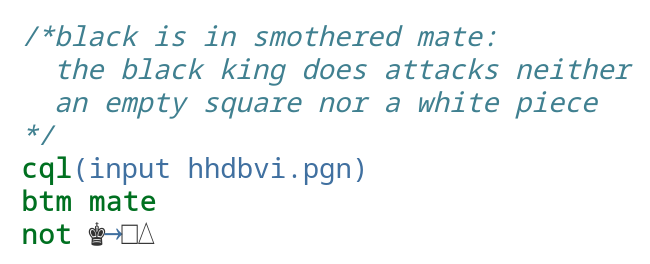 /*black is in smothered mate:
the black king does attacks neither
an empty square nor a white piece
*/
cql(input hhdbvi.pgn)
btm mate
not ♚→□△